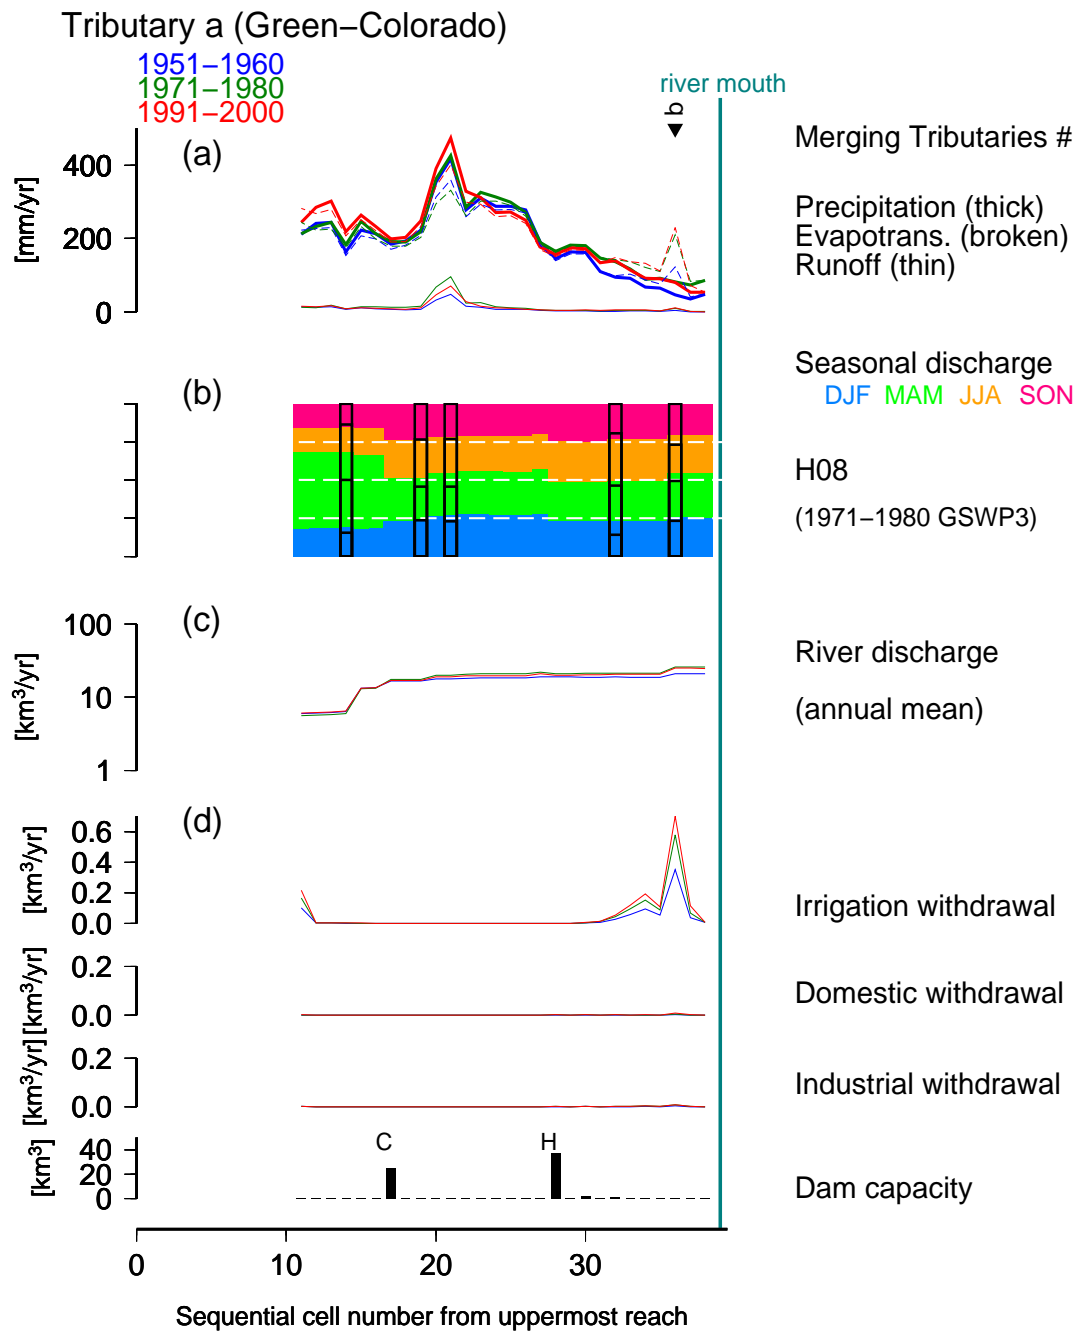 Tributary a (Green−Colorado)
1951−1960
1971−1980
1991−2000
river mouth
b
(a)
Merging Tributaries #
400
200
0
[mm/yr]
Precipitation (thick)
Evapotrans. (broken)
Runoff (thin)
(b)
Seasonal discharge
DJF MAM JJA SON
H08
(1971−1980 GSWP3)
(c)
100
10
1
[km³/yr]
River discharge
(annual mean)
(d)
0.6
0.4
0.2
0.0
[km³/yr]
Irrigation withdrawal
0.2
0.0
[km³/yr]
Domestic withdrawal
0.2
0.0
[km³/yr]
Industrial withdrawal
40
20
0
[km³]
C
H
Dam capacity
0 10 20 30
Sequential cell number from uppermost reach